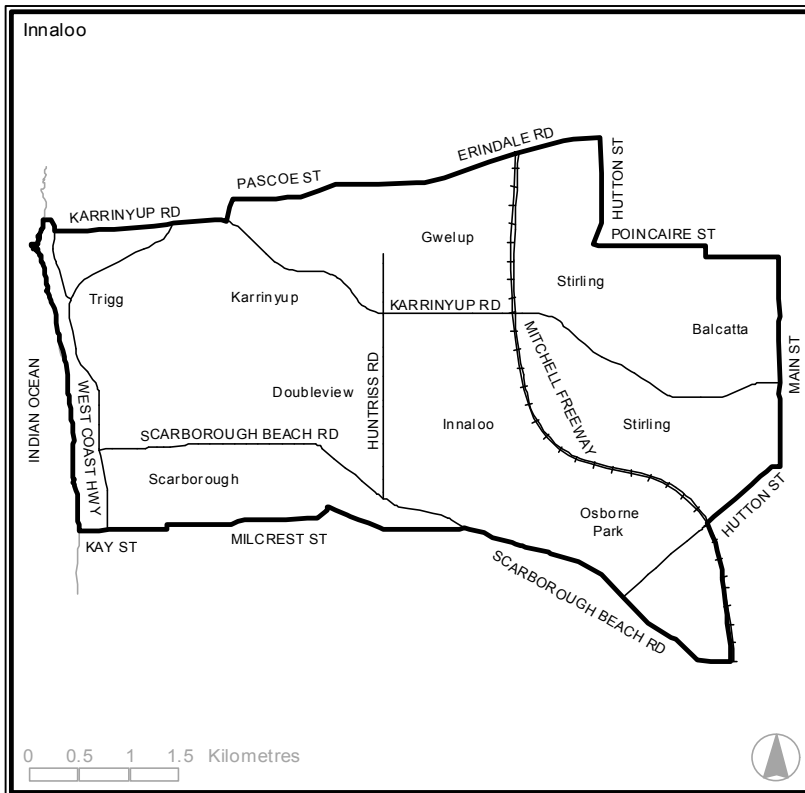 Innaloo
ERINDALE RD
HUTTON ST
PASCOE ST
KARRINYUP RD
POINCAIRE ST
Gwelup
Stirling
Trigg
Karrinyup
KARRINYUP RD
Balcatta
MAIN ST
INDIAN OCEAN
WEST COAST HWY
HUNTRISS RD
MITCHELL FREEWAY
Doubleview
Innaloo
Stirling
SCARBOROUGH BEACH RD
Scarborough
HUTTON ST
Osborne
Park
KAY ST
MILCREST ST
SCARBOROUGH BEACH RD
0 0.5 1 1.5 Kilometres